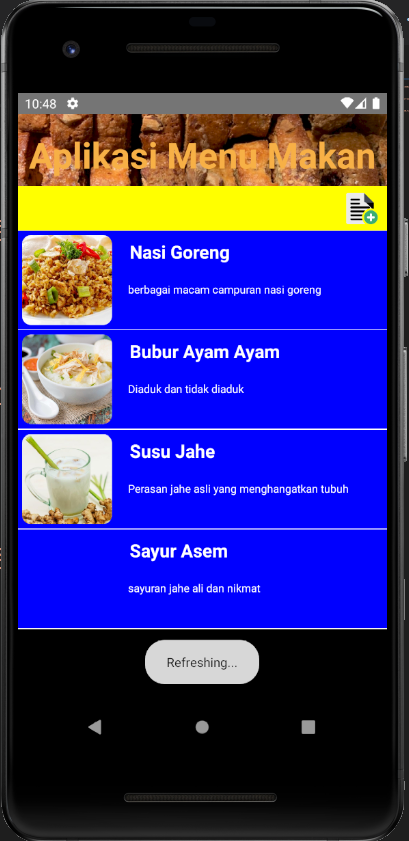 10:48
Aplikasi Menu Makan
Nasi Goreng
berbagai macam campuran nasi goreng
Bubur Ayam Ayam
Diaduk dan tidak diaduk
Susu Jahe
Perasan jahe asli yang menghangatkan tubuh
Sayur Asem
sayuran jahe ali dan nikmat
Refreshing...